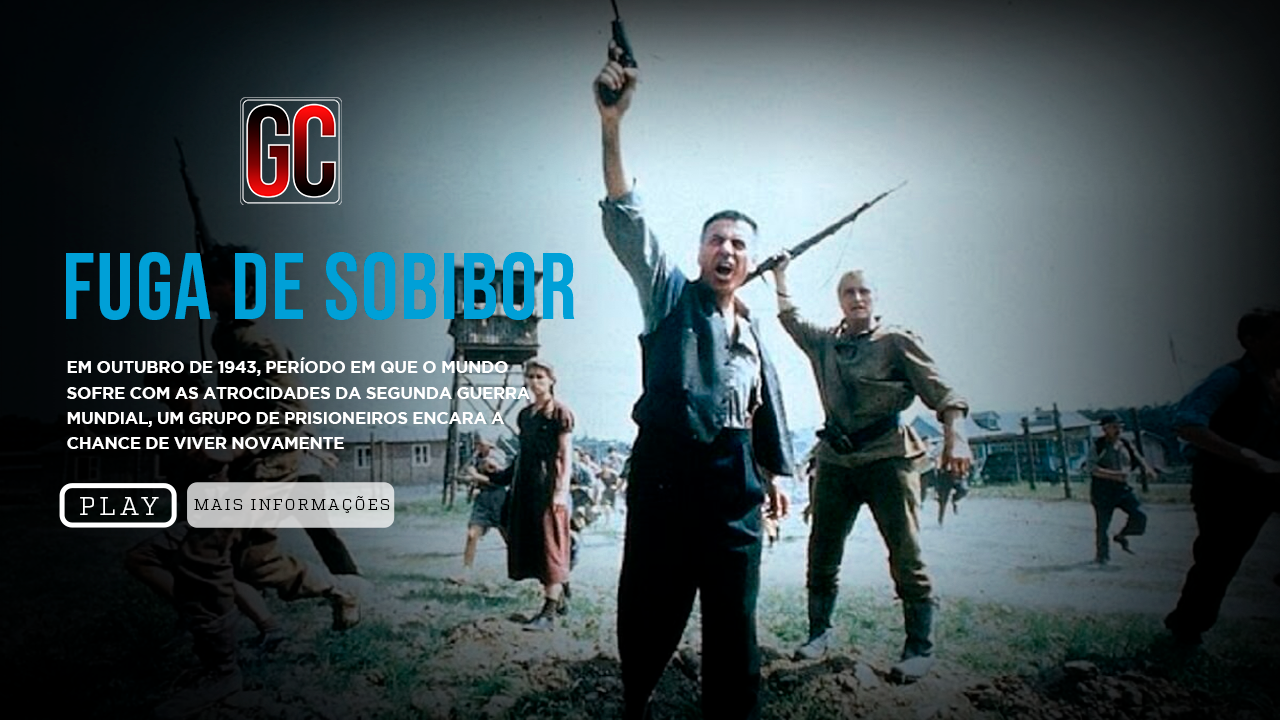 GC
FUGA DE SOBIBOR
EM OUTUBRO DE 1943, PERÍODO EM QUE O MUNDO
SOFRE COM AS ATROCIDADES DA SEGUNDA GUERRA
MUNDIAL, UM GRUPO DE PRISIONEIROS ENCARA A
CHANCE DE VIVER NOVAMENTE
PLAY
MAIS INFORMAÇÕES